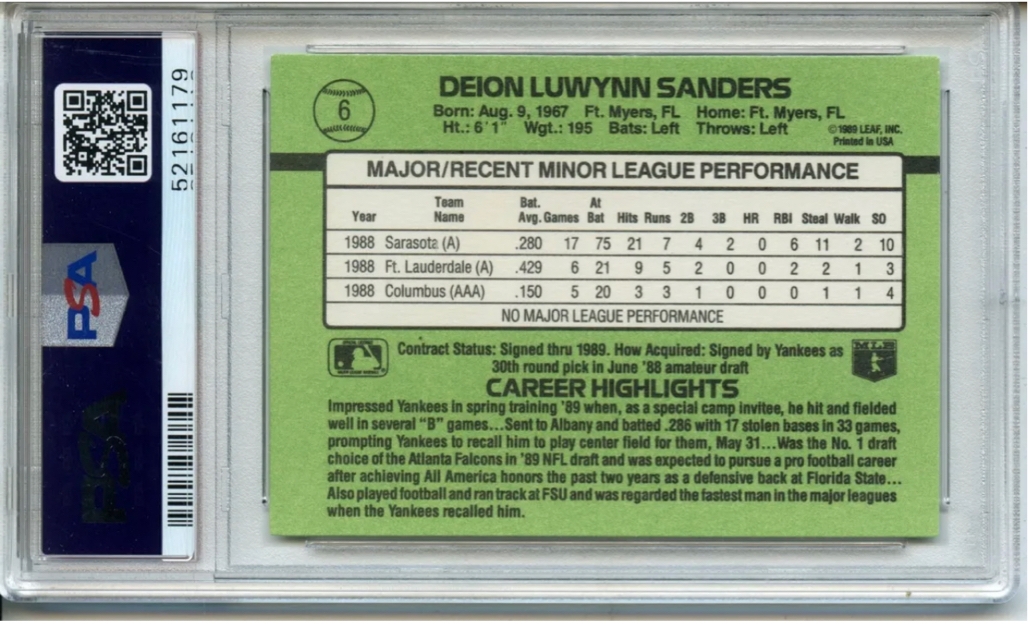 52161179
PSA
PSA
6
DEION LUWYNN SANDERS
Born: Aug. 9, 1967 Ft. Myers, FL Home: Ft. Myers, FL
Ht.: 6'1" Wgt.: 195 Bats: Left Throws: Left
©1989 LEAF, INC.
Printed in USA
MAJOR/RECENT MINOR LEAGUE PERFORMANCE
Year Team Name Bat. Avg. Games At Bat Hits Runs 2B 3B HR RBI Steal Walk SO
1988 Sarasota (A) .280 17 75 21 7 4 2 0 6 11 2 10
1988 Ft. Lauderdale (A) .429 6 21 9 5 2 0 0 2 2 1 3
1988 Columbus (AAA) .150 5 20 3 3 1 0 0 0 1 1 4
NO MAJOR LEAGUE PERFORMANCE
Contract Status: Signed thru 1989. How Acquired: Signed by Yankees as
30th round pick in June '88 amateur draft
MLB
CAREER HIGHLIGHTS
Impressed Yankees in spring training '89 when, as a special camp invitee, he hit and fielded
well in several "B" games...Sent to Albany and batted .286 with 17 stolen bases in 33 games,
prompting Yankees to recall him to play center field for them, May 31...Was the No. 1 draft
choice of the Atlanta Falcons in '89 NFL draft and was expected to pursue a pro football career
after achieving All America honors the past two years as a defensive back at Florida State...
Also played football and ran track at FSU and was regarded the fastest man in the major leagues
when the Yankees recalled him.